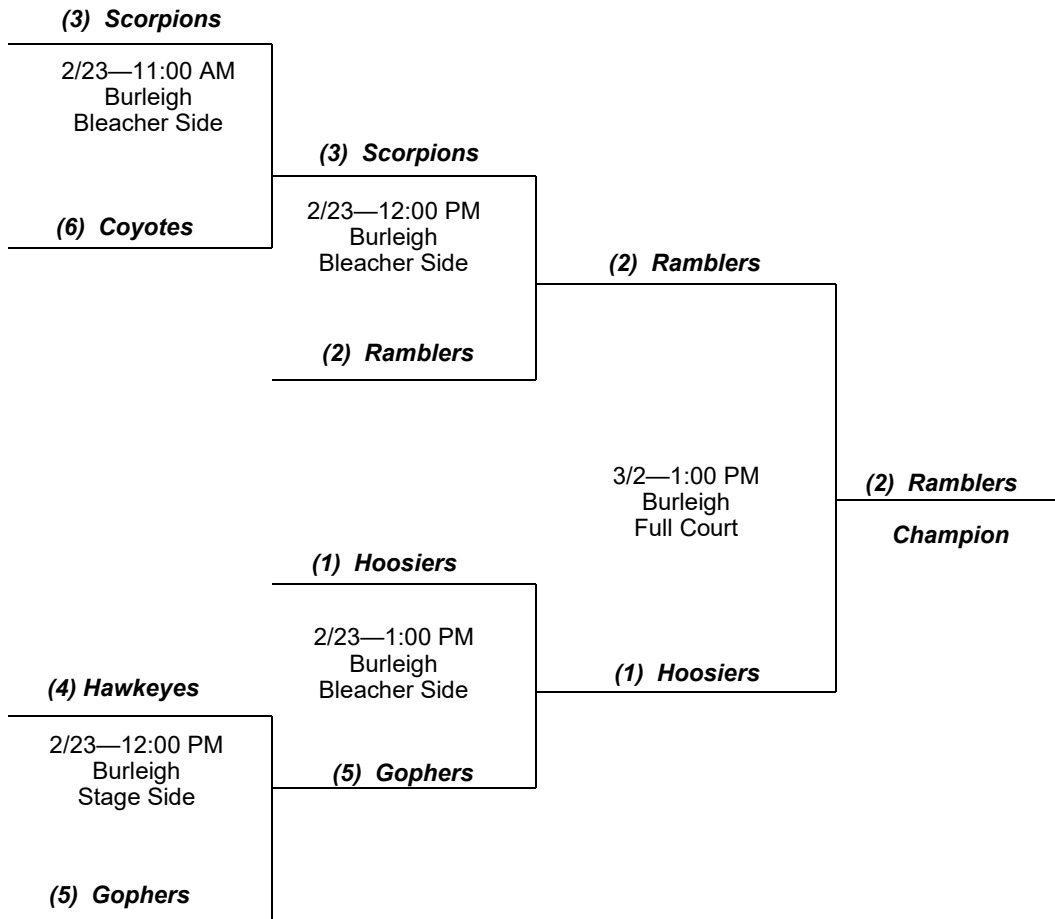 (3) Scorpions
2/23—11:00 AM
Burleigh
Bleacher Side
(3) Scorpions
(6) Coyotes
2/23—12:00 PM
Burleigh
Bleacher Side
(2) Ramblers
(2) Ramblers
3/2—1:00 PM
Burleigh
Full Court
(2) Ramblers
Champion
(1) Hoosiers
2/23—1:00 PM
Burleigh
Bleacher Side
(1) Hoosiers
(4) Hawkeyes
2/23—12:00 PM
Burleigh
Stage Side
(5) Gophers
(5) Gophers